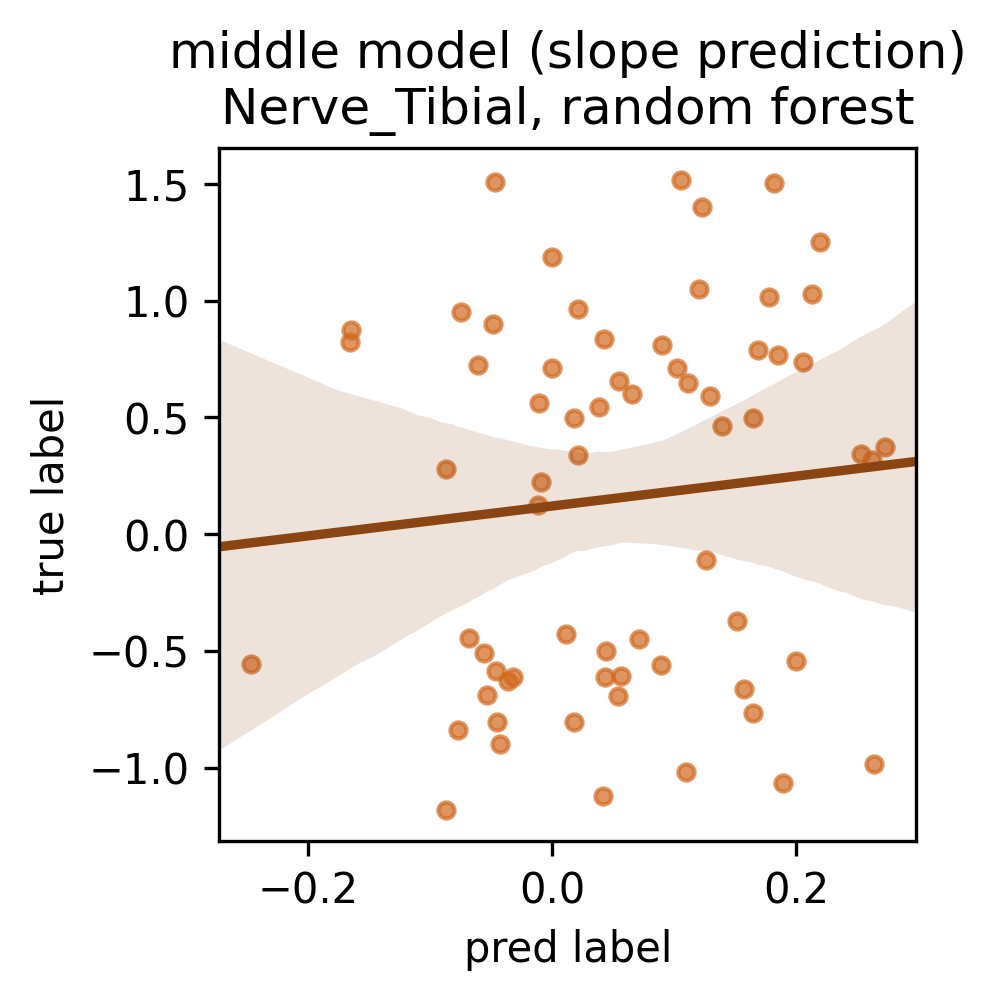 middle model (slope prediction)
Nerve_Tibial, random forest
1.5
1.0
0.5
0.0
−0.5
−1.0
true label
−0.2
0.0
0.2
pred label